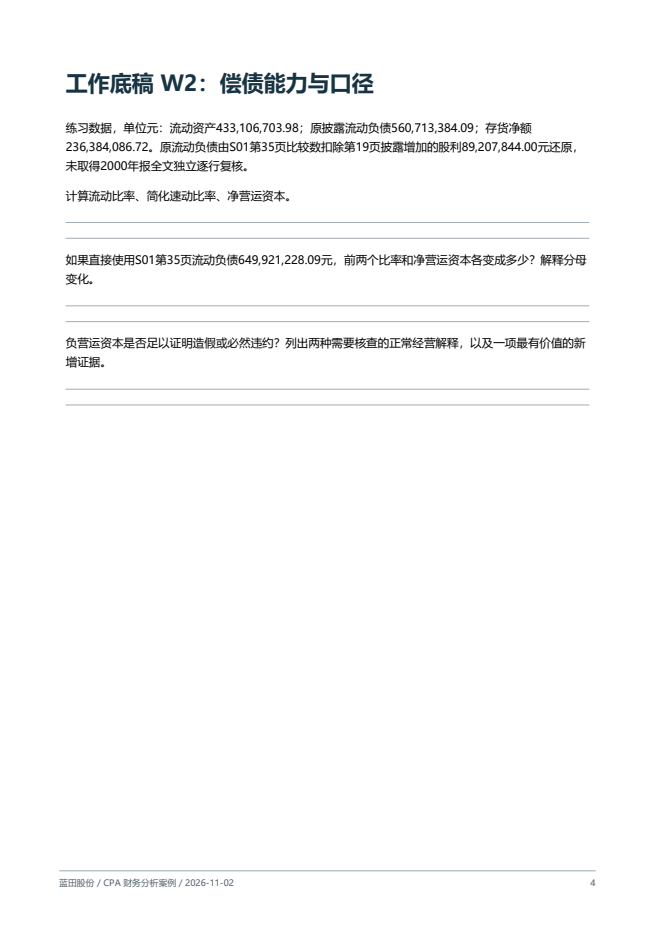 工作底稿 W2：偿债能力与口径
练习数据，单位元：流动资产433,106,703.98；原披露流动负债560,713,384.09；存货净额
236,384,086.72。原流动负债由S01第35页比较数扣除第19页披露增加的股利89,207,844.00元还原，
未取得2000年报全文独立逐行复核。
计算流动比率、简化速动比率、净营运资本。
如果直接使用S01第35页流动负债649,921,228.09元，前两个比率和净营运资本各变成多少？解释分母
变化。
负营运资本是否足以证明造假或必然违约？列出两种需要核查的正常经营解释，以及一项最有价值的新
增证据。
蓝田股份 / CPA 财务分析案例 / 2026-11-02
4